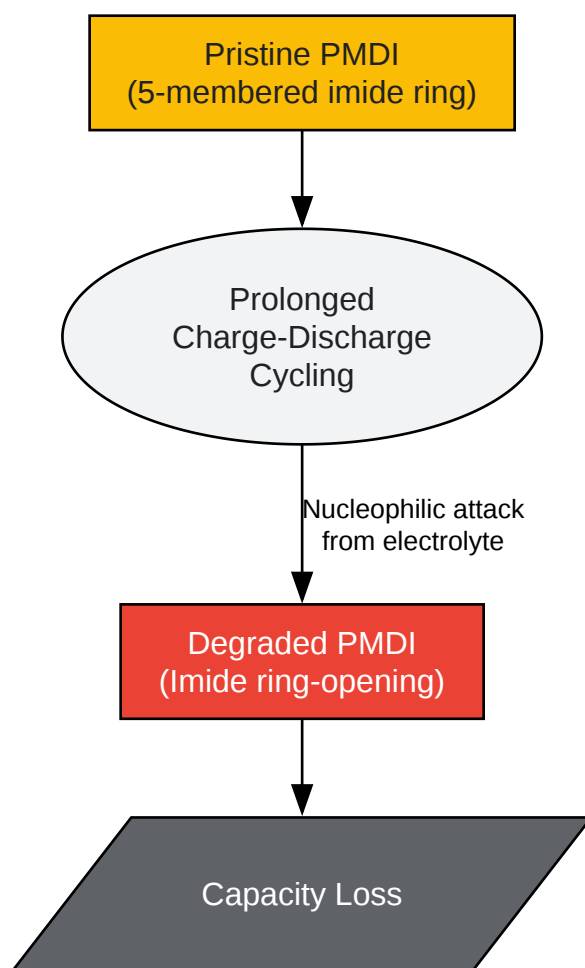 Pristine PMDI
(5-membered imide ring)
Prolonged
Charge-Discharge
Cycling
Nucleophilic attack
from electrolyte
Degraded PMDI
(Imide ring-opening)
Capacity Loss